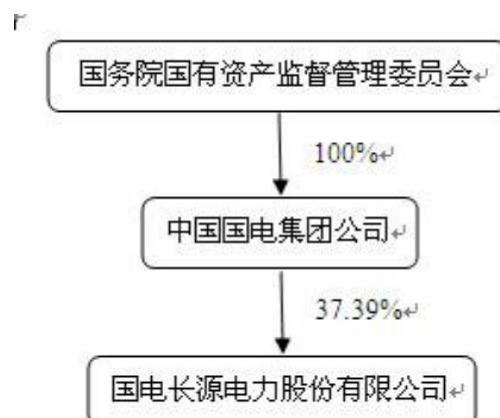 国务院国有资产监督管理委员会
100%
中国国电集团公司
37.39%
国电长源电力股份有限公司